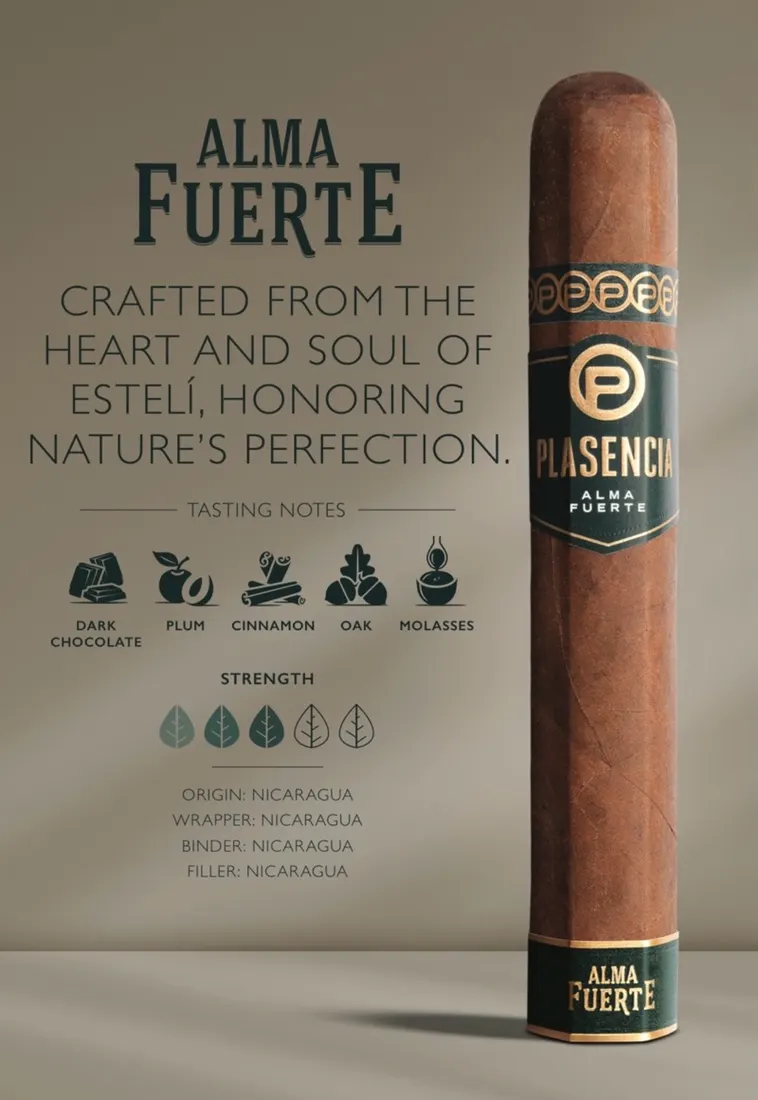 ALMA
FUERTE
CRAFTED FROM THE
HEART AND SOUL OF
ESTELÍ, HONORING
NATURE'S PERFECTION.
TASTING NOTES
DARK
CHOCOLATE
PLUM
CINNAMON
OAK
MOLASSES
STRENGTH
ORIGIN: NICARAGUA
WRAPPER: NICARAGUA
BINDER: NICARAGUA
FILLER: NICARAGUA
P P P P P
P
PLASENCIA
ALMA
FUERTE
ALMA
FUERTE